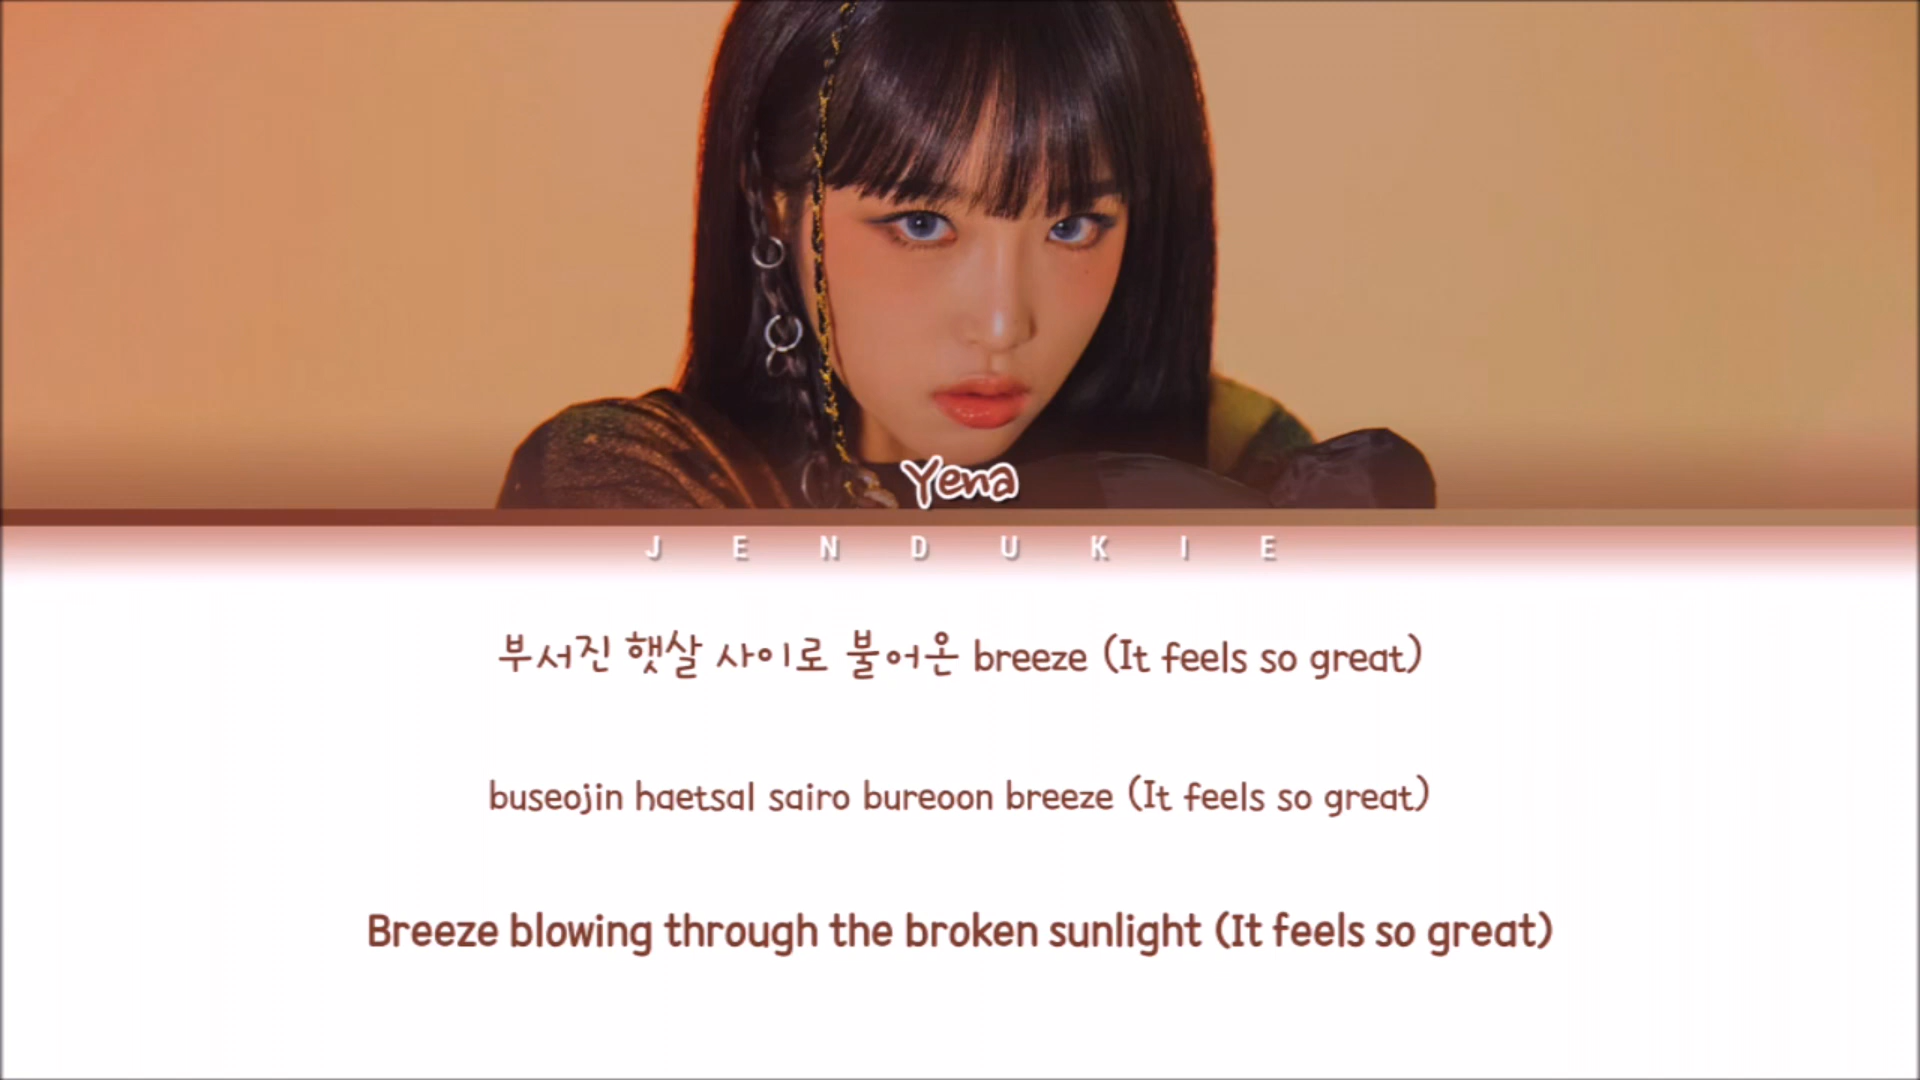 Yena
JENDUKIE
부서진 햇살 사이로 불어온 breeze (It feels so great)
buseojin haetsal sairo bureoon breeze (It feels so great)
Breeze blowing through the broken sunlight (It feels so great)